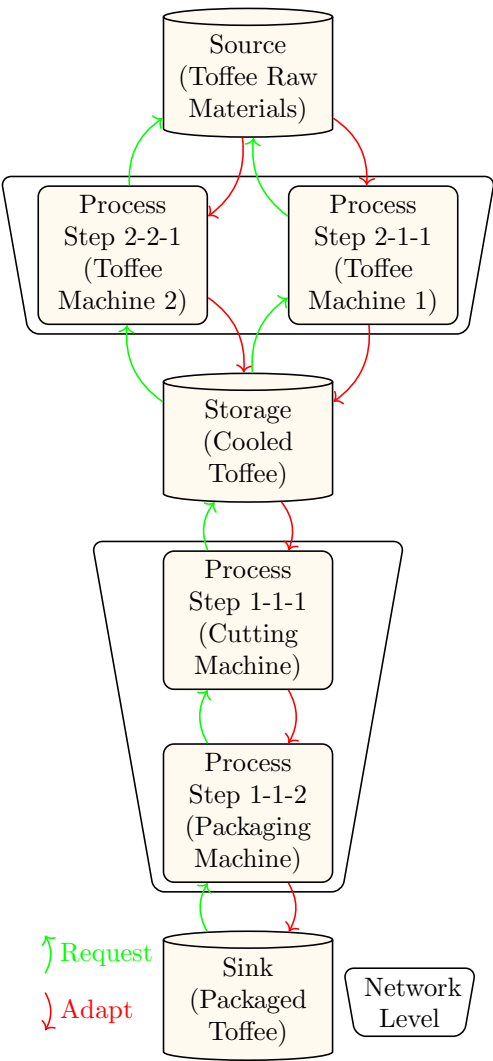 Source
(Toffee Raw
Materials)
Process
Step 2-2-1
(Toffee
Machine 2)
Process
Step 2-1-1
(Toffee
Machine 1)
Storage
(Cooled
Toffee)
Process
Step 1-1-1
(Cutting
Machine)
Process
Step 1-1-2
(Packaging
Machine)
Sink
(Packaged
Toffee)
Request
Adapt
Network
Level